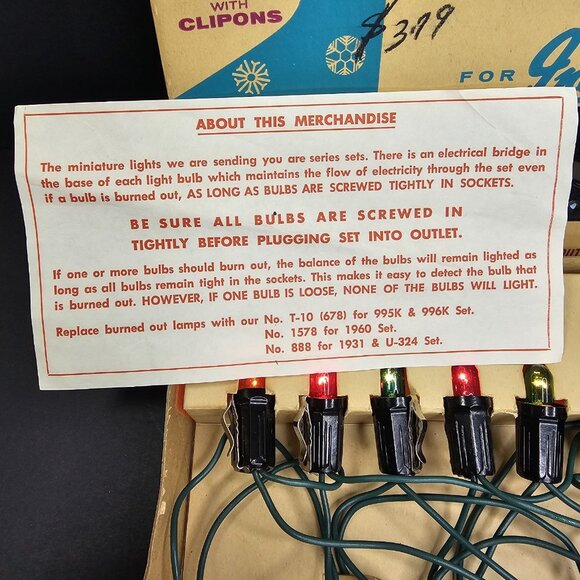 WITH
CLIPONS
$3.79
FOR
ABOUT THIS MERCHANDISE
The miniature lights we are sending you are series sets. There is an electrical bridge in
the base of each light bulb which maintains the flow of electricity through the set even
if a bulb is burned out, AS LONG AS BULBS ARE SCREWED TIGHTLY IN SOCKETS.
BE SURE ALL BULBS ARE SCREWED IN
TIGHTLY BEFORE PLUGGING SET INTO OUTLET.
If one or more bulbs should burn out, the balance of the bulbs will remain lighted as
long as all bulbs remain tight in the sockets. This makes it easy to detect the bulb that
is burned out. HOWEVER, IF ONE BULB IS LOOSE, NONE OF THE BULBS WILL LIGHT.
Replace burned out lamps with our No. T-10 (678) for 995K & 996K Set.
No. 1578 for 1960 Set.
No. 888 for 1931 & U-324 Set.